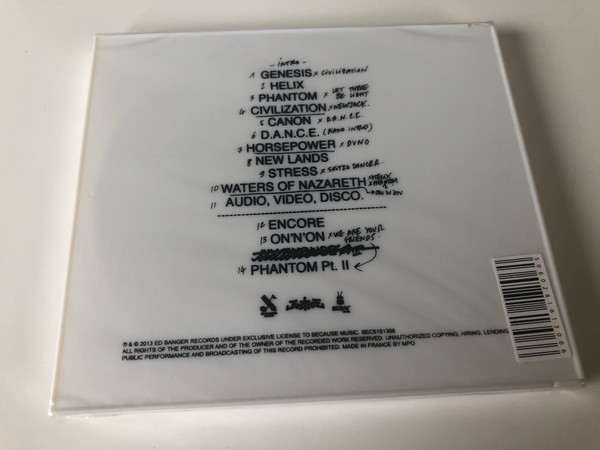 - INTRO -
1 GENESIS x CIVILIZATION
2 HELIX
3 PHANTOM x LET THERE BE LIGHT
4 CIVILIZATION x NEWJACK.
5 CANON x D.A.N.C.E.
6 D.A.N.C.E. (PIANO INTRO)
7 HORSEPOWER x DVNO
8 NEW LANDS
9 STRESS x SKITZO DANCER.
10 WATERS OF NAZARETH xHELIX xPHANTOM
11 AUDIO, VIDEO, DISCO. ON'N'ON
12 ENCORE
13 ON'N'ON x WE ARE YOUR FRIENDS.
14 PHANTOM Pt. II
℗ & © 2013 ED BANGER RECORDS UNDER EXCLUSIVE LICENSE TO BECAUSE MUSIC. BEC5161306
ALL RIGHTS OF THE PRODUCER AND OF THE OWNER OF THE RECORDED WORK RESERVED. UNAUTHORIZED COPYING, HIRING, LENDING,
PUBLIC PERFORMANCE AND BROADCASTING OF THIS RECORD PROHIBITED. MADE IN FRANCE BY MPO